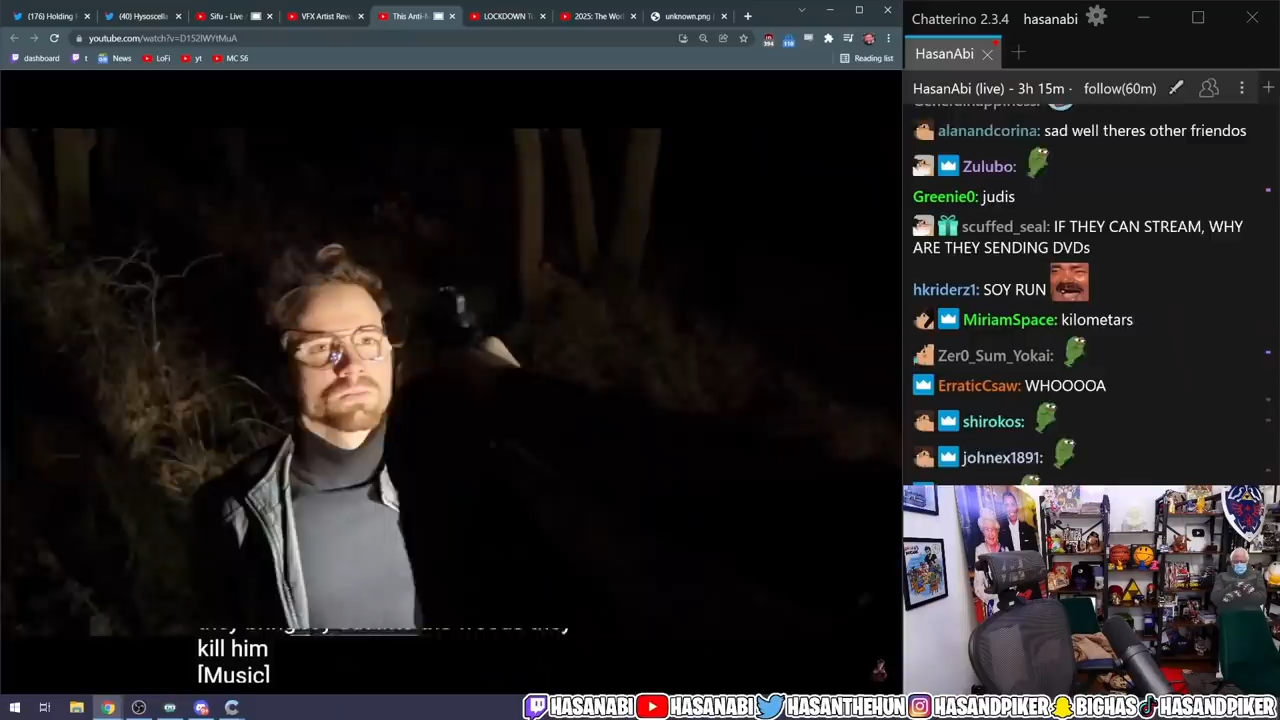 (176) Holding
(40) Hysoscella
Sifu - Live
VFX Artist Rev
This Anti-M
LOCKDOWN T
2025: The Wo
unknown.png
youtube.com/watch?v=D152lWYtMuA
dashboard
t
News
LoFi
yt
MC S6
Reading list
kill him
[Music]
Chatterino 2.3.4
hasanabi
HasanAbi
HasanAbi (live) - 3h 15m -
follow(60m)
alanandcorina: sad well theres other friendos
Zulubo:
Greenie0: judis
scuffed_seal: IF THEY CAN STREAM, WHY
ARE THEY SENDING DVDs
hkriderz1: SOY RUN
MiriamSpace: kilometars
Zer0_Sum_Yokai:
ErraticCsaw: WHOOOOA
shirokos:
johnex1891:
HASANABI
HASANABI
HASANTHEHUN
HASANDPIKER
BIGHAS
HASANDPIKER